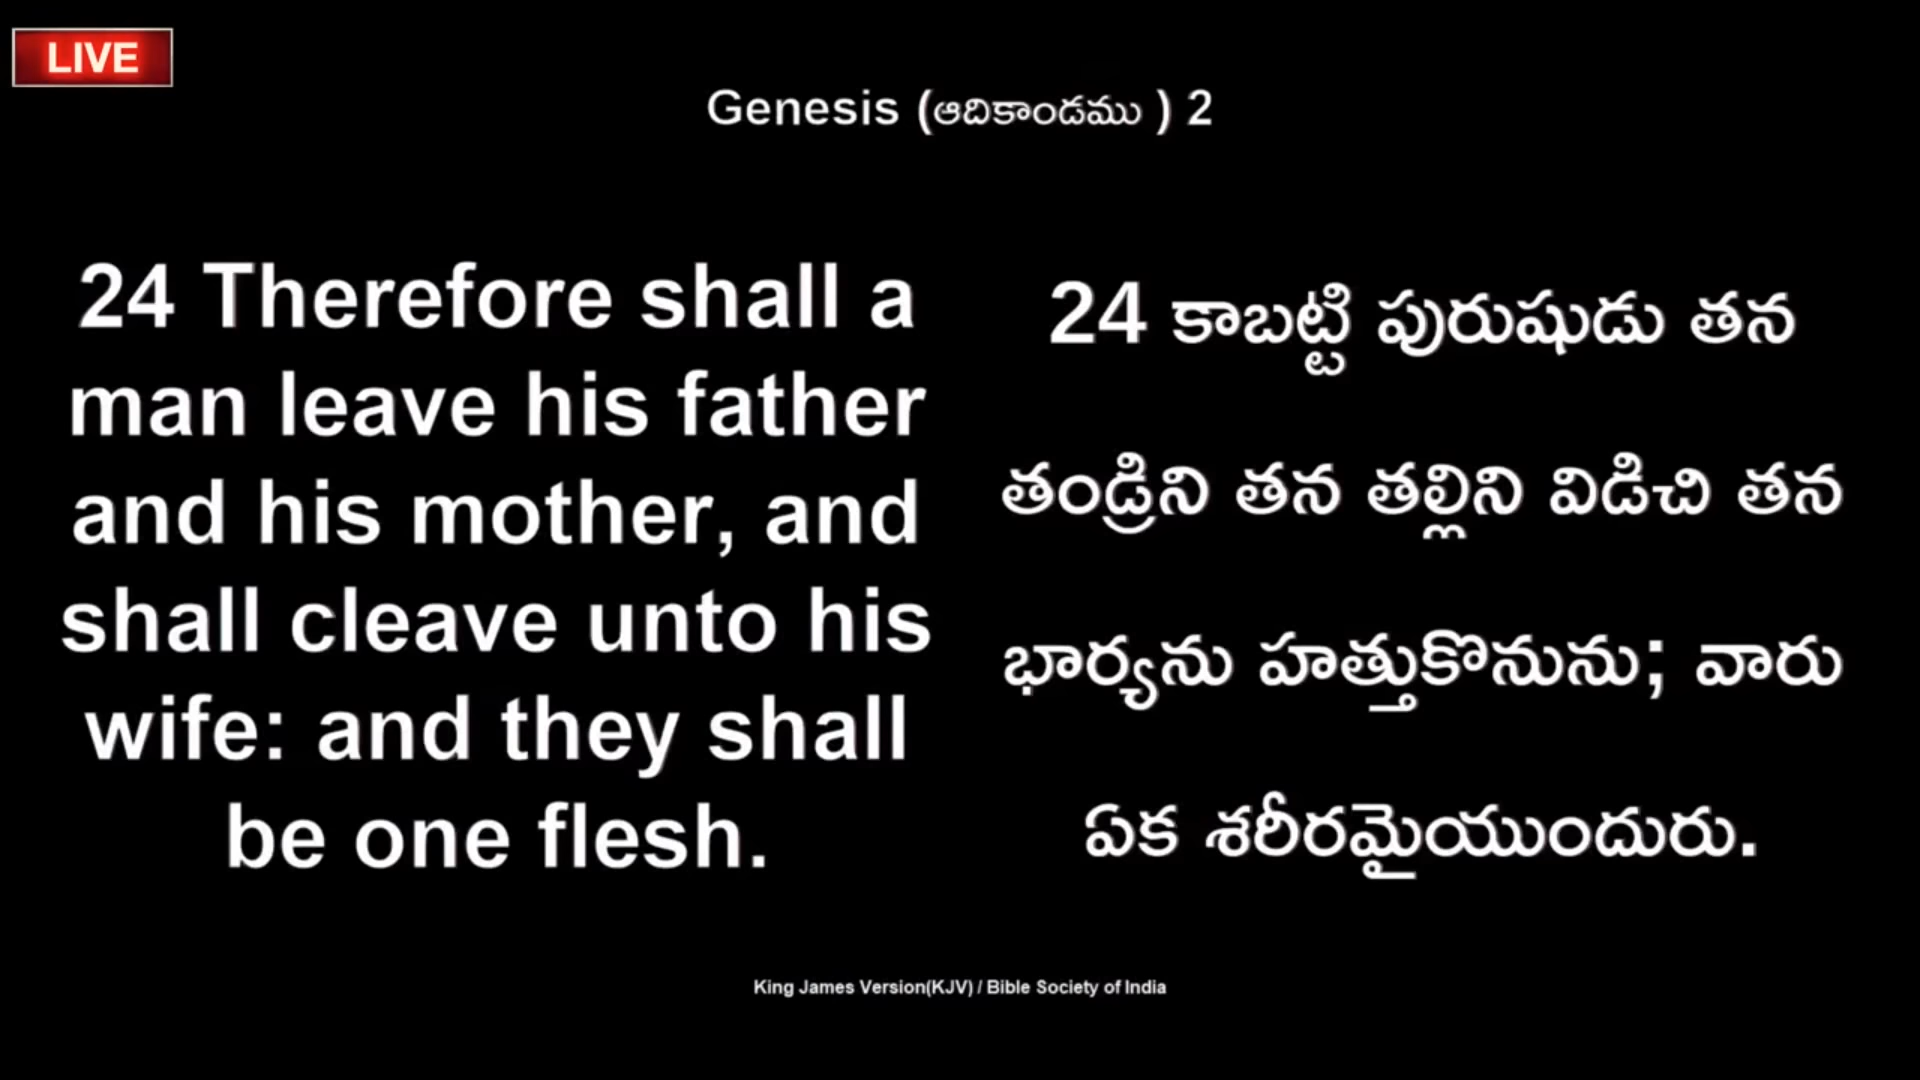 LIVE
Genesis (ఆదికాండము ) 2
24 Therefore shall a
man leave his father
and his mother, and
shall cleave unto his
wife: and they shall
be one flesh.
24 కాబట్టి పురుషుడు తన
తండ్రిని తన తల్లిని విడిచి తన
భార్యను హత్తుకొనును; వారు
ఏక శరీరమైయుందురు.
King James Version(KJV) / Bible Society of India